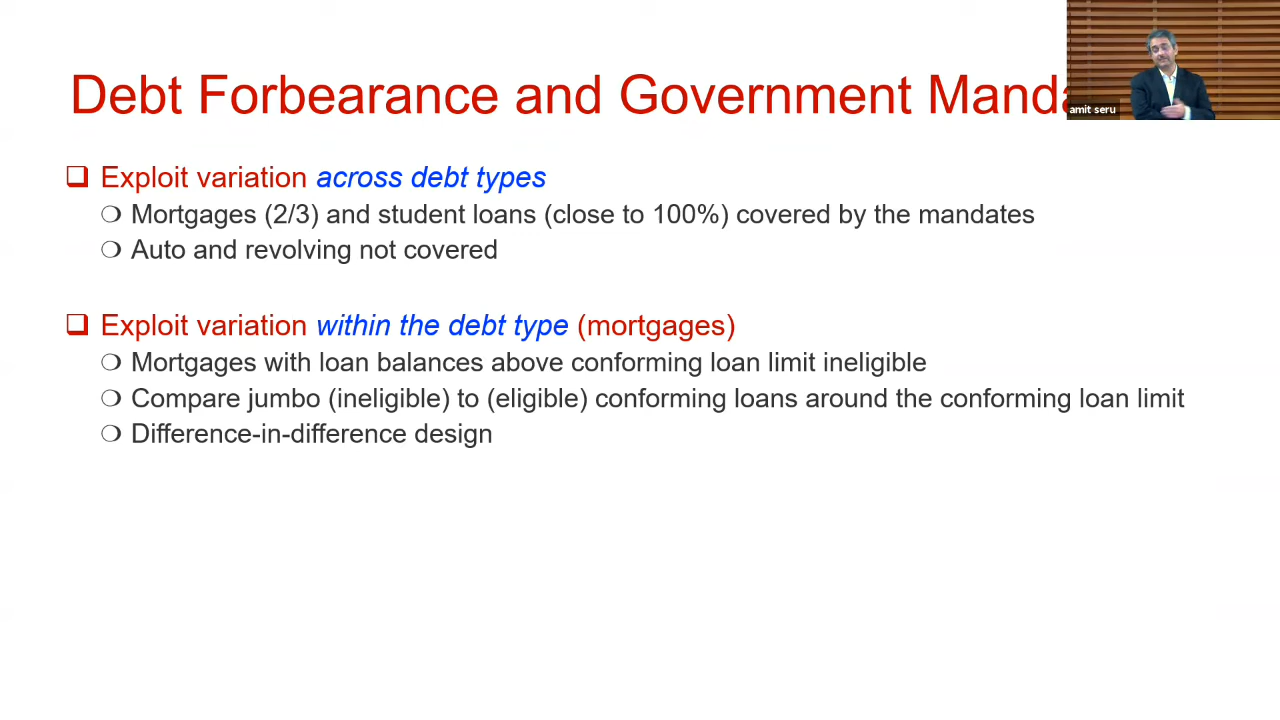 Debt Forbearance and Government Manda
amit seru
Exploit variation across debt types
Mortgages (2/3) and student loans (close to 100%) covered by the mandates
Auto and revolving not covered
Exploit variation within the debt type (mortgages)
Mortgages with loan balances above conforming loan limit ineligible
Compare jumbo (ineligible) to (eligible) conforming loans around the conforming loan limit
Difference-in-difference design